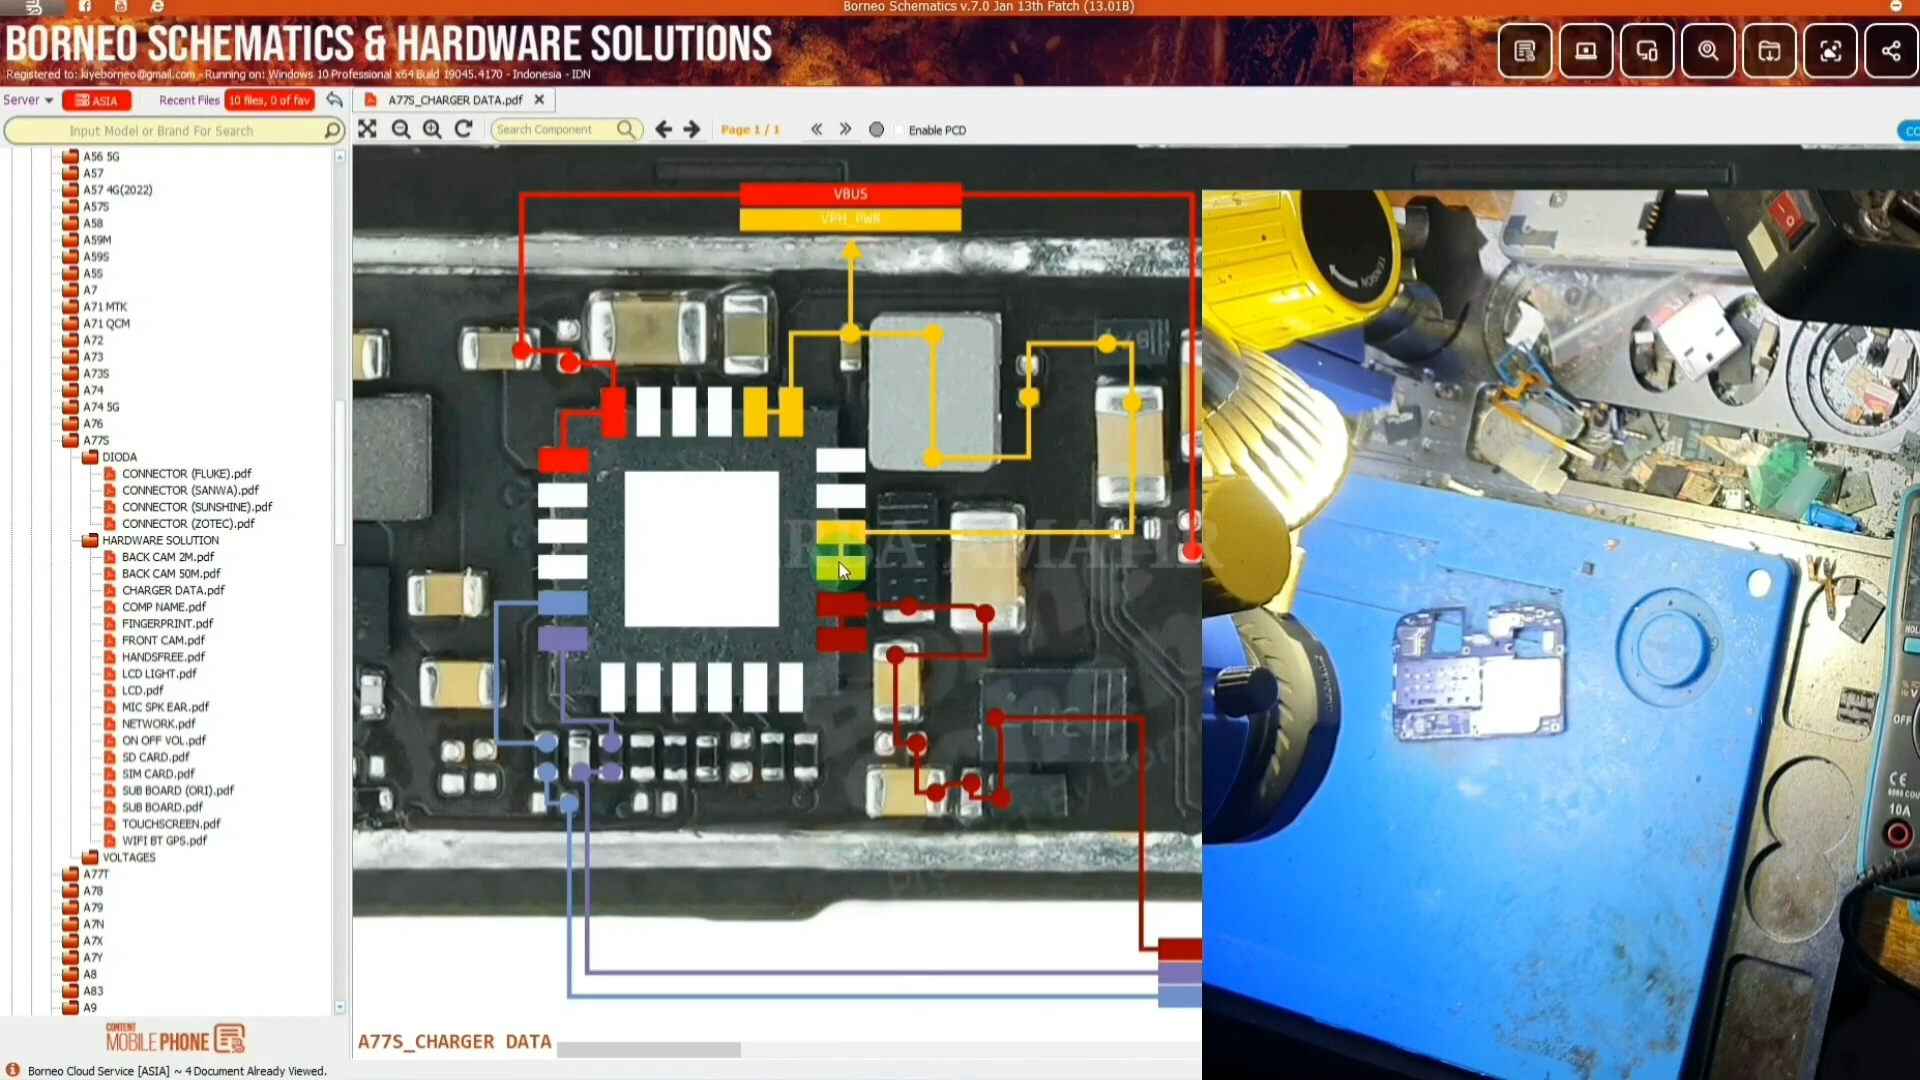 Borneo Schematics v.7.0 Jan 13th Patch (13.01B)
BORNEO SCHEMATICS & HARDWARE SOLUTIONS
Registered to: kiyeborneo@gmail.com - Running on: Windows 10 Professional x64 Build 19045.4170 - Indonesia - IDN
Server
ASIA
Recent Files
10 files, 0 of fav
A77S_CHARGER DATA.pdf
Input Model or Brand For Search
Search Component
Page 1 / 1
Enable PCD
A56 5G
A57
A57 4G(2022)
A57S
A58
A59M
A59S
A5S
A7
A71 MTK
A71 QCM
A72
A73
A73S
A74
A74 5G
A76
A77S
DIODA
CONNECTOR (FLUKE).pdf
CONNECTOR (SANWA).pdf
CONNECTOR (SUNSHINE).pdf
CONNECTOR (ZOTEC).pdf
HARDWARE SOLUTION
BACK CAM 2M.pdf
BACK CAM 50M.pdf
CHARGER DATA.pdf
COMP NAME.pdf
FINGERPRINT.pdf
FRONT CAM.pdf
HANDSFREE.pdf
LCD LIGHT.pdf
LCD.pdf
MIC SPK EAR.pdf
NETWORK.pdf
ON OFF VOL.pdf
SD CARD.pdf
SIM CARD.pdf
SUB BOARD (ORI).pdf
SUB BOARD.pdf
TOUCHSCREEN.pdf
WIFI BT GPS.pdf
VOLTAGES
A77T
A78
A79
A7N
A7X
A7Y
A8
A83
A9
CONTENT
MOBILE PHONE
Borneo Cloud Service [ASIA] ~ 4 Document Already Viewed.
VBUS
VPH_PWR
A77S_CHARGER DATA
OFF
10A